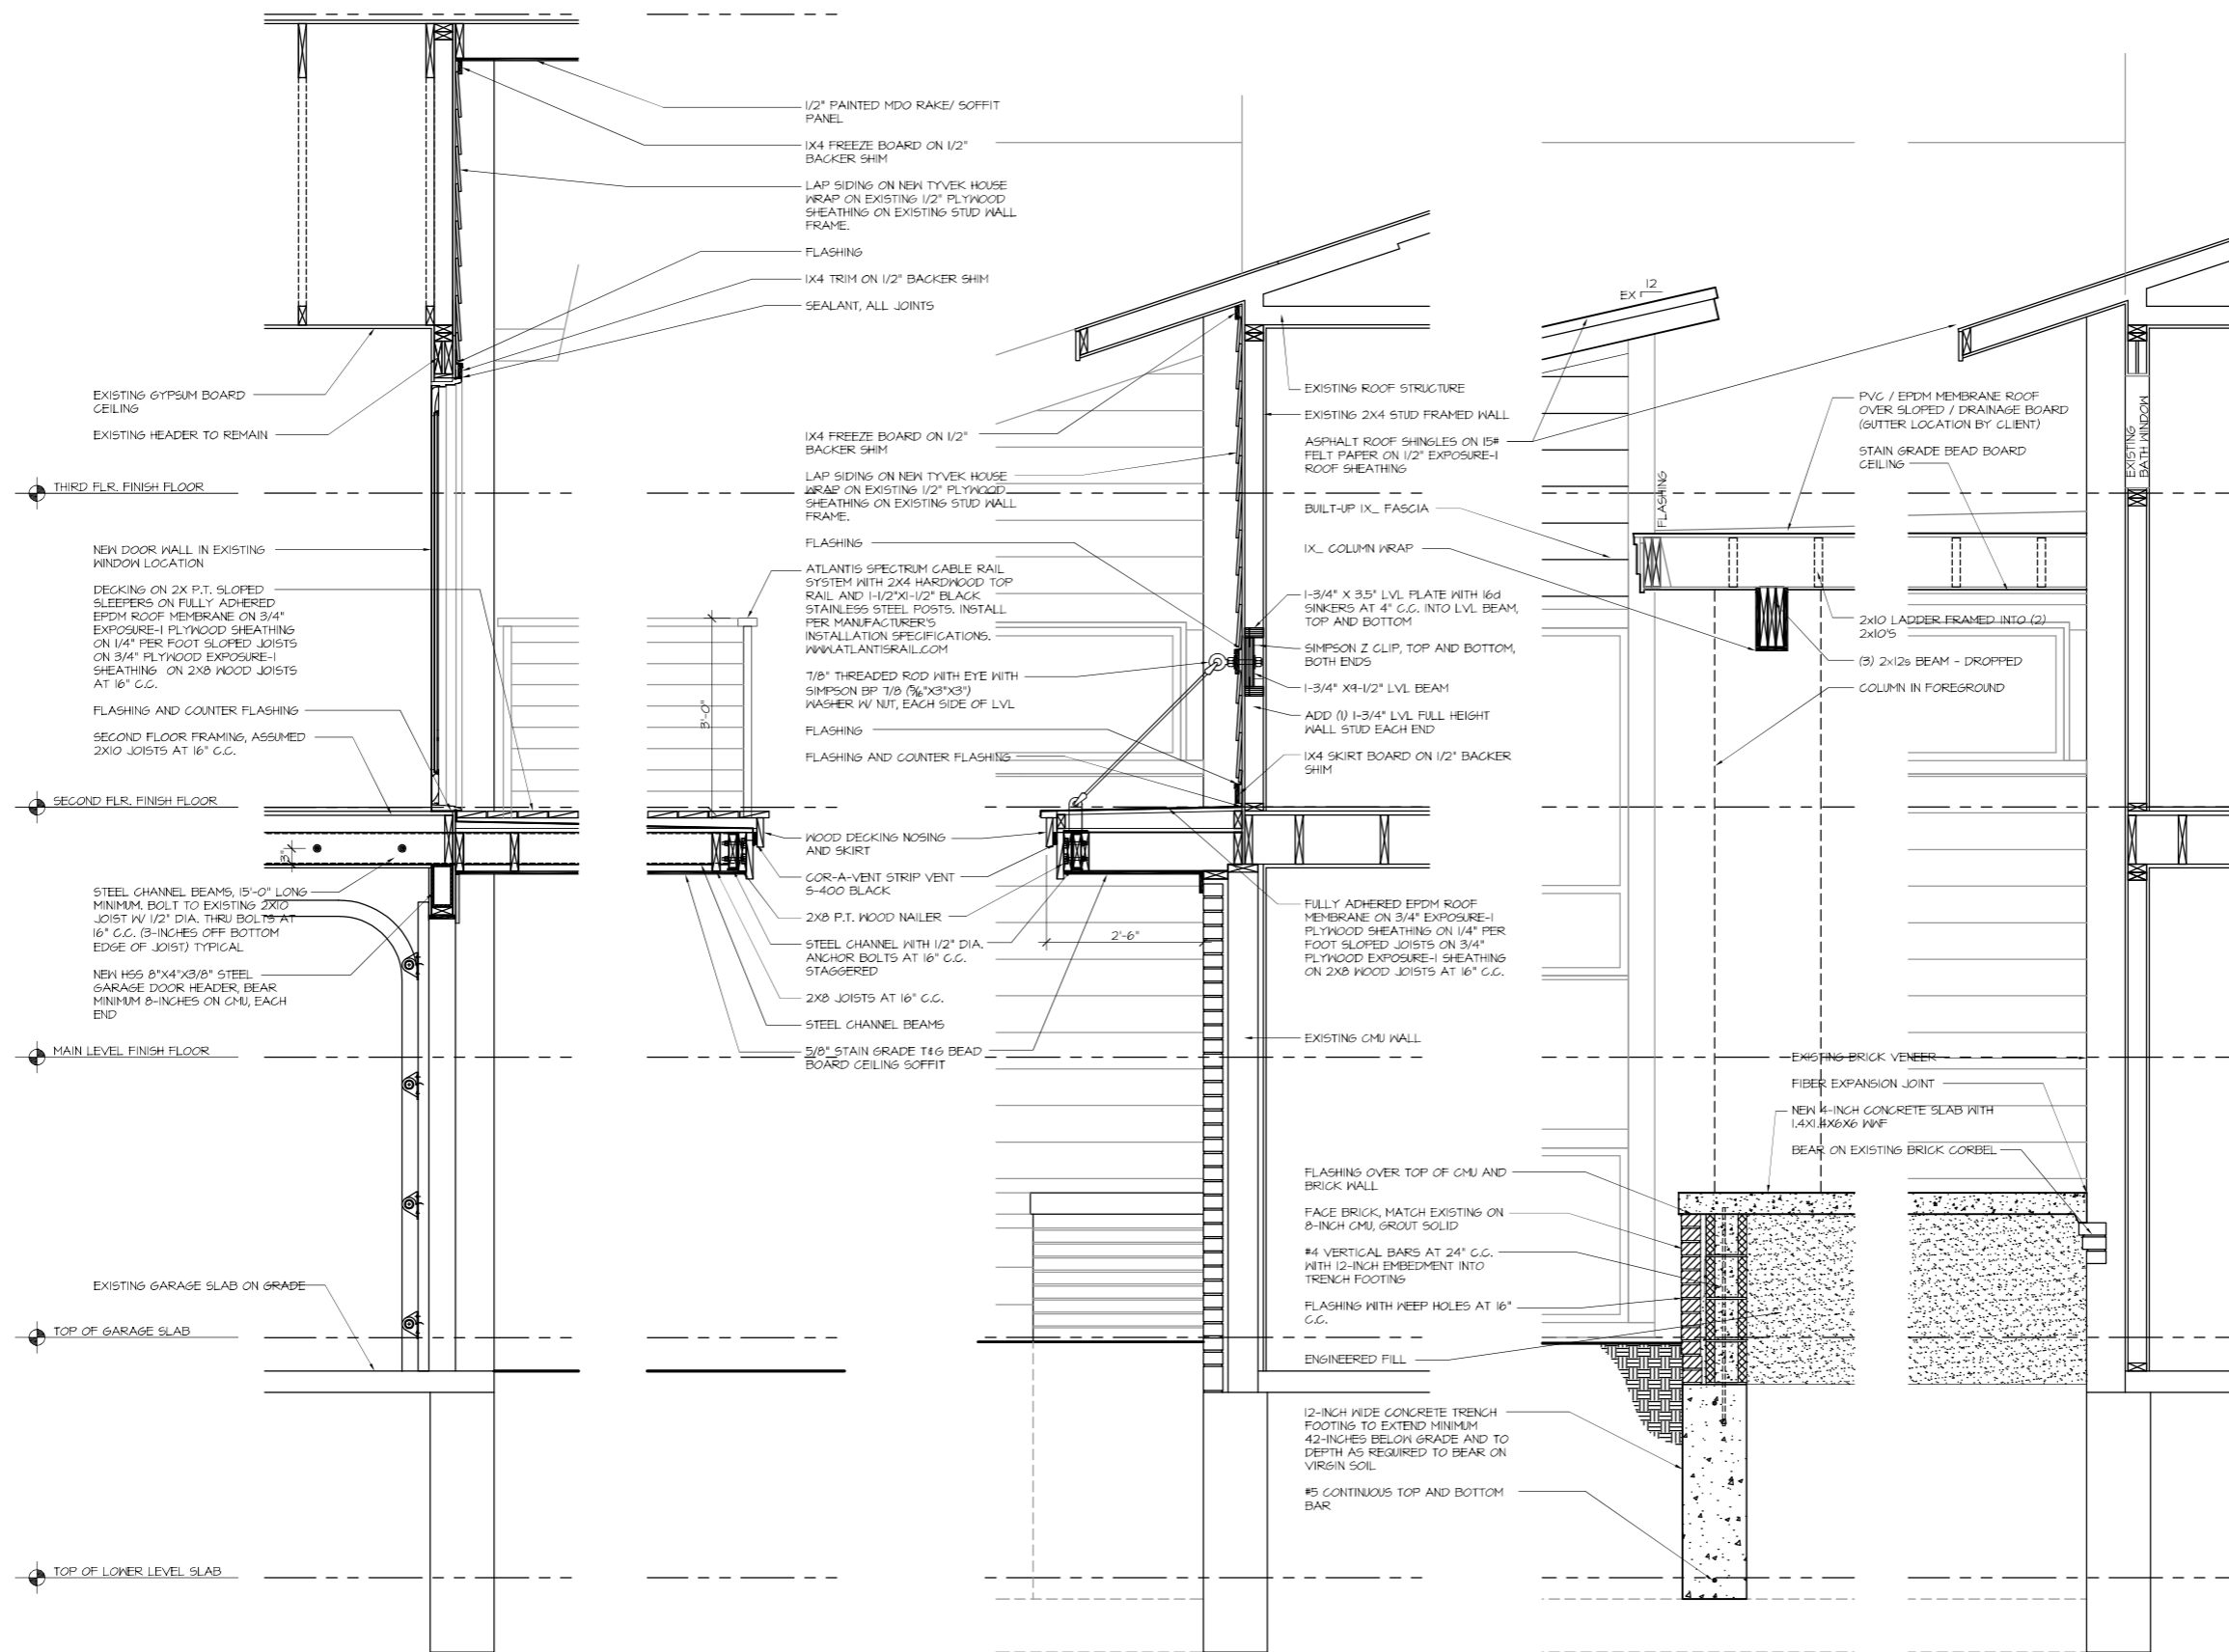 EXISTING GYPSUM BOARD
CEILING
EXISTING HEADER TO REMAIN
THIRD FLR. FINISH FLOOR
NEW DOOR WALL IN EXISTING
WINDOW LOCATION
DECKING ON 2X P.T. SLOPED
SLEEPERS ON FULLY ADHERED
EPDM ROOF MEMBRANE ON 3/4"
EXPOSURE-1 PLYWOOD SHEATHING
ON 1/4" PER FOOT SLOPED JOISTS
ON 3/4" PLYWOOD EXPOSURE-1
SHEATHING ON 2X8 WOOD JOISTS
AT 16" C.C.
FLASHING AND COUNTER FLASHING
SECOND FLOOR FRAMING, ASSUMED
2X10 JOISTS AT 16" C.C.
SECOND FLR. FINISH FLOOR
3"
STEEL CHANNEL BEAMS, 15'-0" LONG
MINIMUM. BOLT TO EXISTING 2X10
JOIST W/ 1/2" DIA. THRU BOLTS AT
16" C.C. (3-INCHES OFF BOTTOM
EDGE OF JOIST) TYPICAL
NEW HSS 8"X4"X3/8" STEEL
GARAGE DOOR HEADER, BEAR
MINIMUM 8-INCHES ON CMU, EACH
END
MAIN LEVEL FINISH FLOOR
EXISTING GARAGE SLAB ON GRADE
TOP OF GARAGE SLAB
TOP OF LOWER LEVEL SLAB
1/2" PAINTED MDO RAKE/ SOFFIT
PANEL
1X4 FREEZE BOARD ON 1/2"
BACKER SHIM
LAP SIDING ON NEW TYVEK HOUSE
WRAP ON EXISTING 1/2" PLYWOOD
SHEATHING ON EXISTING STUD WALL
FRAME.
FLASHING
1X4 TRIM ON 1/2" BACKER SHIM
SEALANT, ALL JOINTS
1X4 FREEZE BOARD ON 1/2"
BACKER SHIM
LAP SIDING ON NEW TYVEK HOUSE
WRAP ON EXISTING 1/2" PLYWOOD
SHEATHING ON EXISTING STUD WALL
FRAME.
FLASHING
ATLANTIS SPECTRUM CABLE RAIL
SYSTEM WITH 2X4 HARDWOOD TOP
RAIL AND 1-1/2"X1-1/2" BLACK
STAINLESS STEEL POSTS. INSTALL
PER MANUFACTURER'S
INSTALLATION SPECIFICATIONS.
WWW.ATLANTISRAIL.COM
3'-0"
7/8" THREADED ROD WITH EYE WITH
SIMPSON BP 7/8 (5/16"X3"X3")
WASHER W/ NUT, EACH SIDE OF LVL
FLASHING
FLASHING AND COUNTER FLASHING
WOOD DECKING NOSING
AND SKIRT
COR-A-VENT STRIP VENT
S-400 BLACK
2X8 P.T. WOOD NAILER
STEEL CHANNEL WITH 1/2" DIA.
ANCHOR BOLTS AT 16" C.C.
STAGGERED
2X8 JOISTS AT 16" C.C.
STEEL CHANNEL BEAMS
5/8" STAIN GRADE T&G BEAD
BOARD CEILING SOFFIT
2'-6"
EXISTING ROOF STRUCTURE
EXISTING 2X4 STUD FRAMED WALL
ASPHALT ROOF SHINGLES ON 15#
FELT PAPER ON 1/2" EXPOSURE-1
ROOF SHEATHING
BUILT-UP 1X_ FASCIA
1X_ COLUMN WRAP
1-3/4" X 3.5" LVL PLATE WITH 16d
SINKERS AT 4" C.C. INTO LVL BEAM,
TOP AND BOTTOM
SIMPSON Z CLIP, TOP AND BOTTOM,
BOTH ENDS
1-3/4" X9-1/2" LVL BEAM
ADD (1) 1-3/4" LVL FULL HEIGHT
WALL STUD EACH END
1X4 SKIRT BOARD ON 1/2" BACKER
SHIM
FULLY ADHERED EPDM ROOF
MEMBRANE ON 3/4" EXPOSURE-1
PLYWOOD SHEATHING ON 1/4" PER
FOOT SLOPED JOISTS ON 3/4"
PLYWOOD EXPOSURE-1 SHEATHING
ON 2X8 WOOD JOISTS AT 16" C.C.
EXISTING CMU WALL
FLASHING OVER TOP OF CMU AND
BRICK WALL
FACE BRICK, MATCH EXISTING ON
8-INCH CMU, GROUT SOLID
#4 VERTICAL BARS AT 24" C.C.
WITH 12-INCH EMBEDMENT INTO
TRENCH FOOTING
FLASHING WITH WEEP HOLES AT 16"
C.C.
ENGINEERED FILL
12-INCH WIDE CONCRETE TRENCH
FOOTING TO EXTEND MINIMUM
42-INCHES BELOW GRADE AND TO
DEPTH AS REQUIRED TO BEAR ON
VIRGIN SOIL
#5 CONTINUOUS TOP AND BOTTOM
BAR
12
EX
FLASHING
PVC / EPDM MEMBRANE ROOF
OVER SLOPED / DRAINAGE BOARD
(GUTTER LOCATION BY CLIENT)
STAIN GRADE BEAD BOARD
CEILING
EXISTING
BATH WINDOW
2x10 LADDER FRAMED INTO (2)
2x10'S
(3) 2x12s BEAM - DROPPED
COLUMN IN FOREGROUND
EXISTING BRICK VENEER
FIBER EXPANSION JOINT
NEW 4-INCH CONCRETE SLAB WITH
1.4X1.4X6X6 WWF
BEAR ON EXISTING BRICK CORBEL